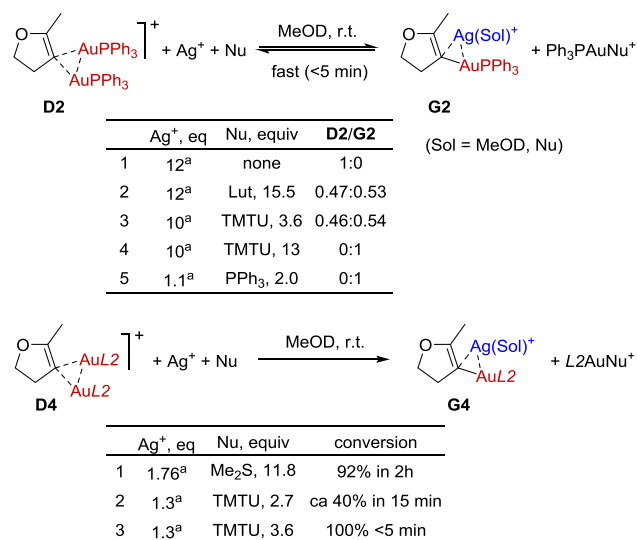 O AuPPh3 AuPPh3 + + Ag+ + Nu MeOD, r.t. fast (<5 min) O Ag(Sol)+ AuPPh3 + Ph3PAuNu+
D2 G2
Ag+, eq Nu, equiv D2/G2
1 12a none 1:0
2 12a Lut, 15.5 0.47:0.53
3 10a TMTU, 3.6 0.46:0.54
4 10a TMTU, 13 0:1
5 1.1a PPh3, 2.0 0:1
(Sol = MeOD, Nu)
O AuL2 AuL2 + + Ag+ + Nu MeOD, r.t. O Ag(Sol)+ AuL2 + L2AuNu+
D4 G4
Ag+, eq Nu, equiv conversion
1 1.76a Me2S, 11.8 92% in 2h
2 1.3a TMTU, 2.7 ca 40% in 15 min
3 1.3a TMTU, 3.6 100% <5 min